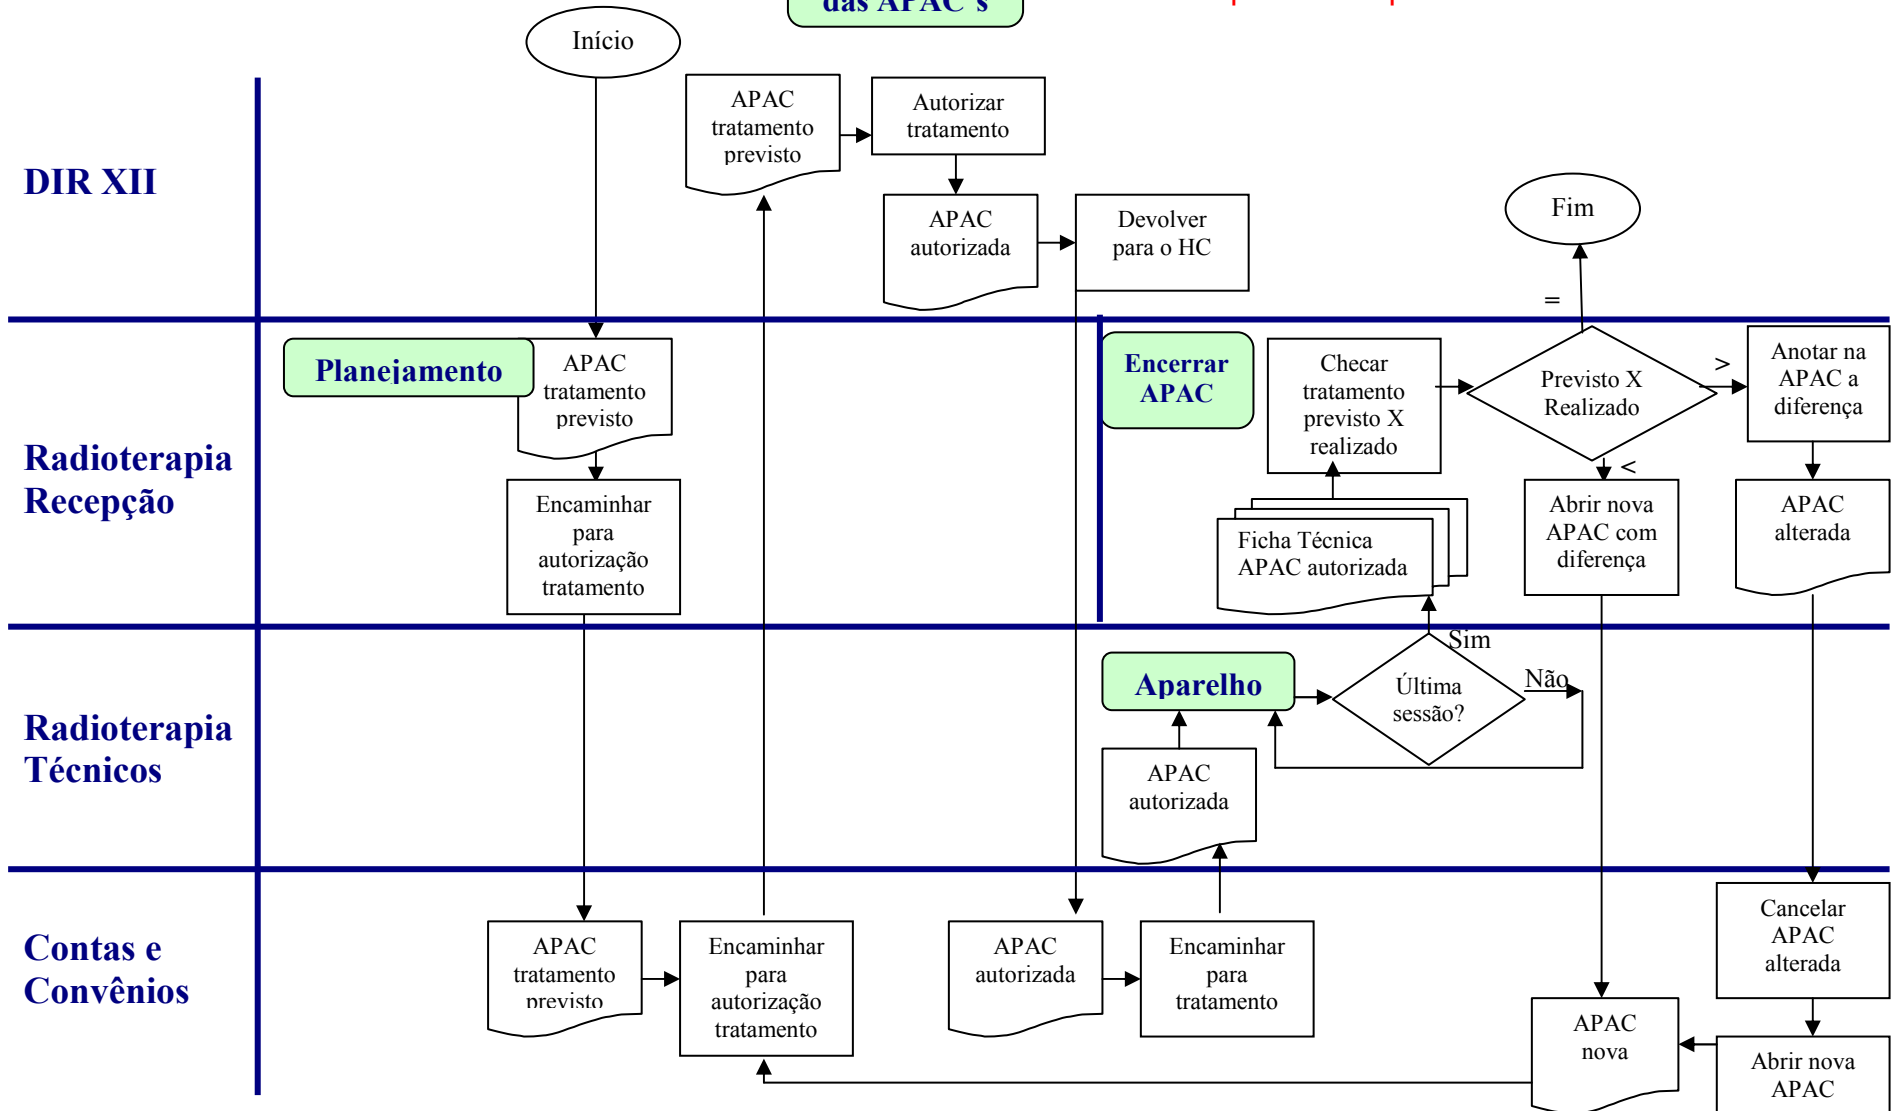 das APAC's
Início
DIR XII
APAC
tratamento
previsto
Autorizar
tratamento
APAC
autorizada
Devolver
para o HC
Fim
=
Radioterapia
Recepção
Planejamento
APAC
tratamento
previsto
Encaminhar
para
autorização
tratamento
Encerrar
APAC
Checar
tratamento
previsto X
realizado
Previsto X
Realizado
>
<
Anotar na
APAC a
diferença
Ficha Técnica
APAC autorizada
Abrir nova
APAC com
diferença
APAC
alterada
Radioterapia
Técnicos
Aparelho
Última
sessão?
Sim
Não
APAC
autorizada
Contas e
Convênios
APAC
tratamento
previsto
Encaminhar
para
autorização
tratamento
APAC
autorizada
Encaminhar
para
tratamento
APAC
nova
Cancelar
APAC
alterada
Abrir nova
APAC